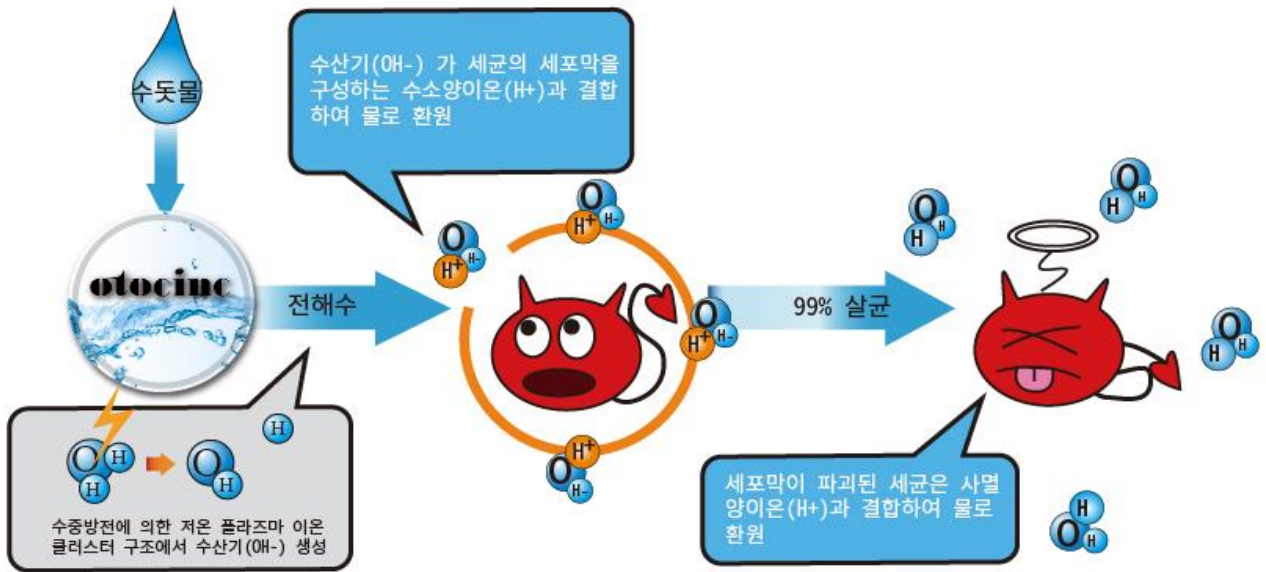 수돗물
수산기(OH-) 가 세균의 세포막을
구성하는 수소양이온(H+)과 결합
하여 물로 환원
otocinc
전해수
99% 살균
O
H+
H-
O
H+
H-
O
H+
H-
O
H+
H-
O
H
H
O
H
H
O
H
H
O
H
H
O
H
H
O
H
H
수중방전에 의한 저온 플라즈마 이온
클러스터 구조에서 수산기(OH-) 생성
세포막이 파괴된 세균은 사멸
양이온(H+)과 결합하여 물로
환원